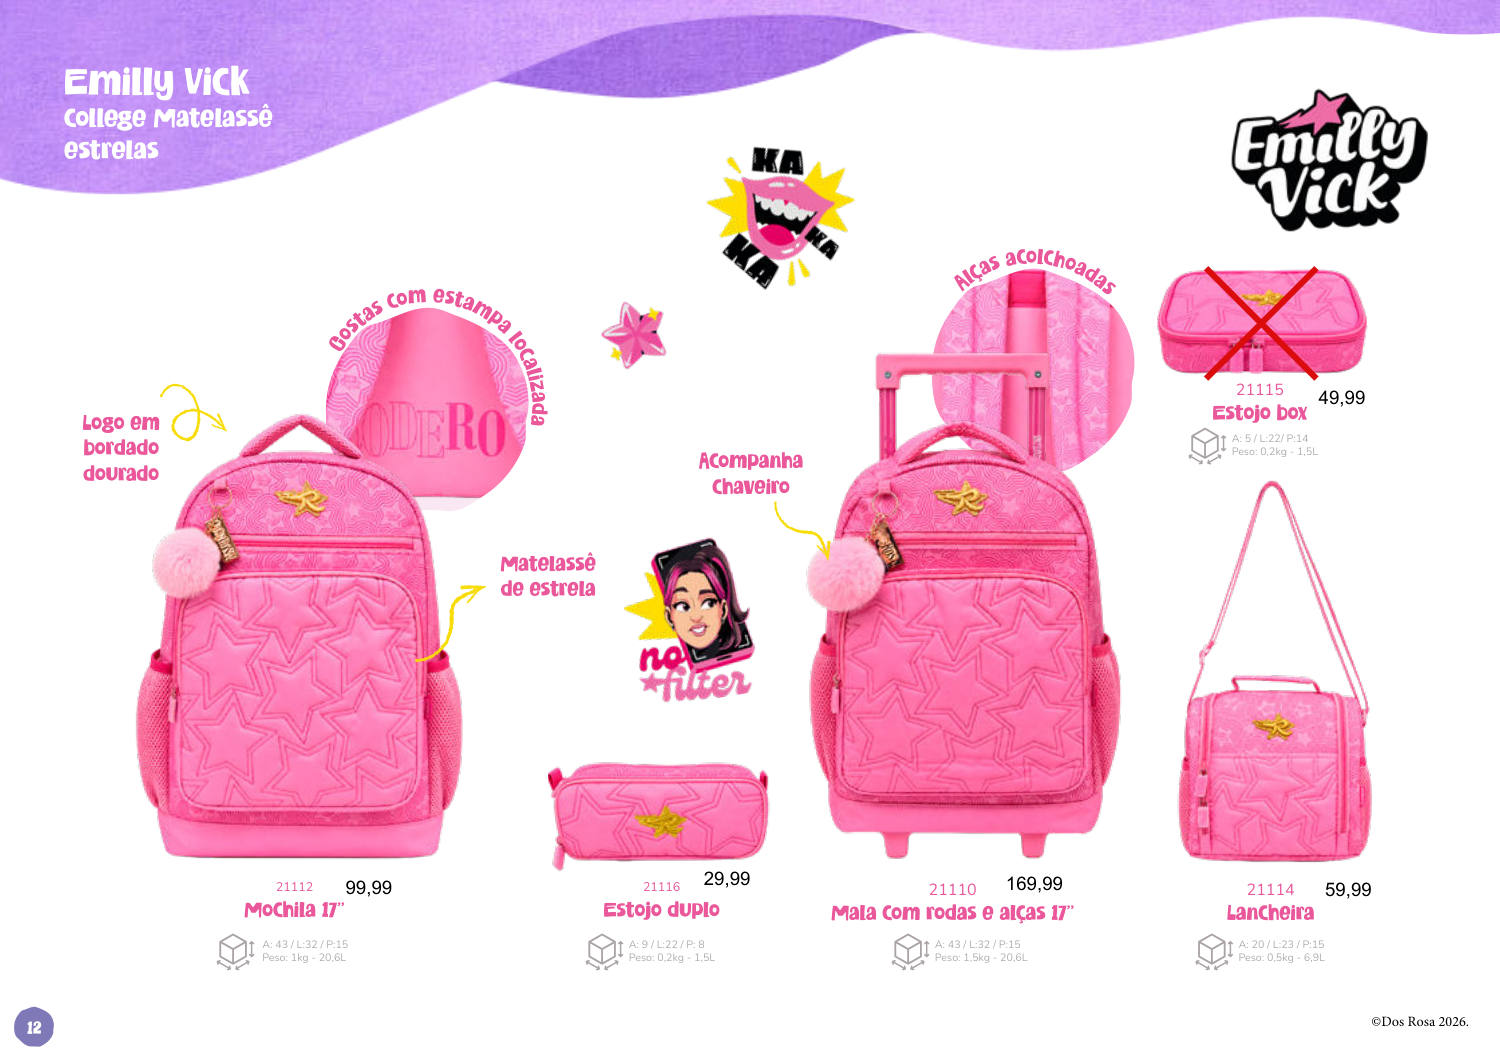 Emilly Vick
College Matelassê
estrelas
Emilly
Vick
KA
KA
KA
Costas com estampa localizada
Alças acolchoadas
21115
49,99
Estojo box
A: 5 / L:22/ P:14
Peso: 0,2kg - 1,5L
Logo em
bordado
dourado
ODERO
Acompanha
Chaveiro
Matelassê
de estrela
no
filter
21112
99,99
Mochila 17”
A: 43 / L:32 / P:15
Peso: 1kg - 20,6L
21116
29,99
Estojo duplo
A: 9 / L:22 / P: 8
Peso: 0,2kg - 1,5L
21110
169,99
Mala com rodas e alças 17”
A: 43 / L:32 / P:15
Peso: 1,5kg - 20,6L
21114
59,99
Lancheira
A: 20 / L:23 / P:15
Peso: 0,5kg - 6,9L
12
©Dos Rosa 2026.